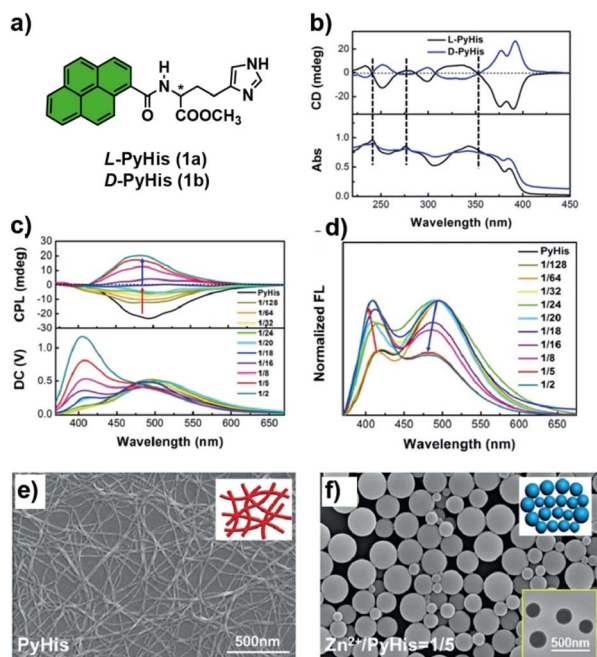 a)
NH
H
N
*
N
O
COOCH₃
L-PyHis (1a)
D-PyHis (1b)
b)
L-PyHis
D-PyHis
CD (mdeg)
20
0
-20
Abs
1.0
0.5
0.0
250 300 350 400 450
Wavelength (nm)
c)
CPL (mdeg)
30
20
10
0
-10
-20
-30
DC (V)
1.5
1.0
0.5
0.0
PyHis
1/128
1/64
1/32
1/24
1/20
1/18
1/16
1/8
1/5
1/2
400 450 500 550 600 650
Wavelength (nm)
d)
Normalized FL
PyHis
1/128
1/64
1/32
1/24
1/20
1/18
1/16
1/8
1/5
1/2
400 450 500 550 600 650
Wavelength (nm)
e)
PyHis
500nm
f)
Zn²⁺/PyHis=1/5
500nm